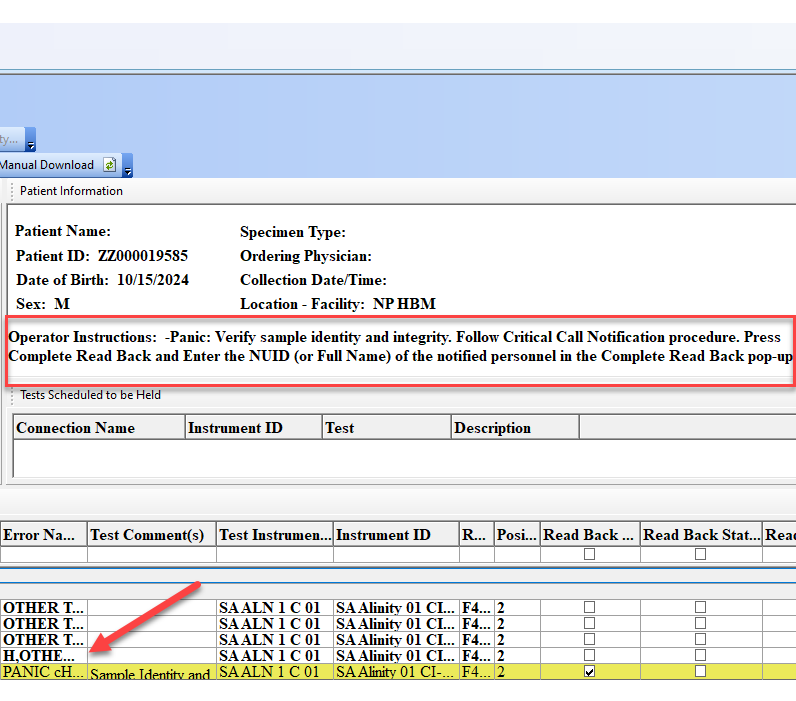 ty...
Manual Download
Patient Information
Patient Name: Specimen Type:
Patient ID: ZZ000019585 Ordering Physician:
Date of Birth: 10/15/2024 Collection Date/Time:
Sex: M Location - Facility: NP HBM
Operator Instructions: -Panic: Verify sample identity and integrity. Follow Critical Call Notification procedure. Press
Complete Read Back and Enter the NUID (or Full Name) of the notified personnel in the Complete Read Back pop-up
Tests Scheduled to be Held
Connection Name Instrument ID Test Description
Error Na... Test Comment(s) Test Instrumen... Instrument ID R... Posi... Read Back ... Read Back Stat... Read
OTHER T... SA ALN 1 C 01 SA Alinity 01 CI... F4... 2
OTHER T... SA ALN 1 C 01 SA Alinity 01 CI... F4... 2
OTHER T... SA ALN 1 C 01 SA Alinity 01 CI... F4... 2
H,OTHE... SA ALN 1 C 01 SA Alinity 01 CI... F4... 2
PANIC cH... Sample Identity and SA ALN 1 C 01 SA Alinity 01 CI-... F4... 2